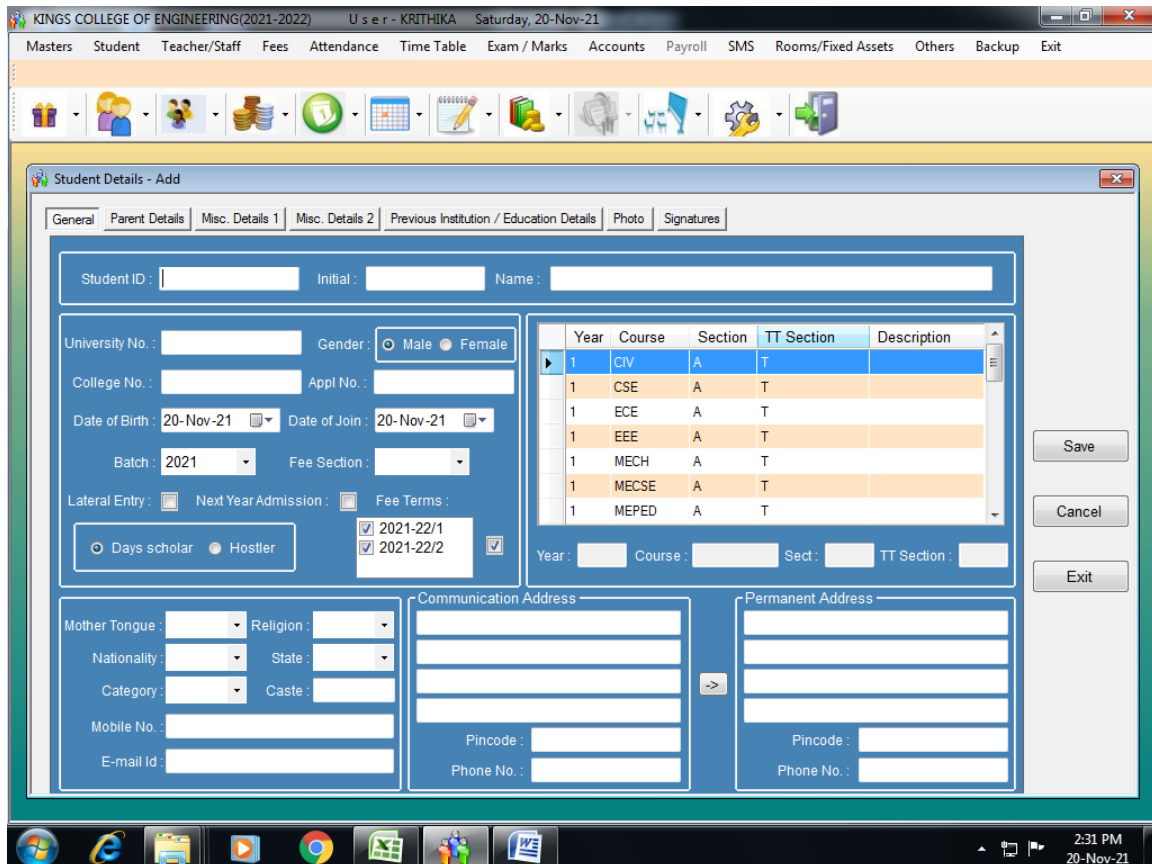 KINGS COLLEGE OF ENGINEERING(2021-2022) U s e r - KRITHIKA Saturday, 20-Nov-21
Masters Student Teacher/Staff Fees Attendance Time Table Exam / Marks Accounts Payroll SMS Rooms/Fixed Assets Others Backup Exit
Student Details - Add
General Parent Details Misc. Details 1 Misc. Details 2 Previous Institution / Education Details Photo Signatures
Student ID : Initial : Name :
University No. : Gender : Male Female
College No. : Appl No. :
Date of Birth : 20-Nov-21 Date of Join : 20-Nov-21
Batch : 2021 Fee Section :
Lateral Entry : Next Year Admission : Fee Terms :
2021-22/1
2021-22/2
Days scholar Hostler
Year Course Section TT Section Description
1 CIV A T
1 CSE A T
1 ECE A T
1 EEE A T
1 MECH A T
1 MECSE A T
1 MEPED A T
Year : Course : Sect : TT Section :
Save
Cancel
Exit
Mother Tongue : Religion :
Nationality : State :
Category : Caste :
Mobile No. :
E-mail Id :
Communication Address
Pincode :
Phone No. :
->
Permanent Address
Pincode :
Phone No. :
2:31 PM
20-Nov-21